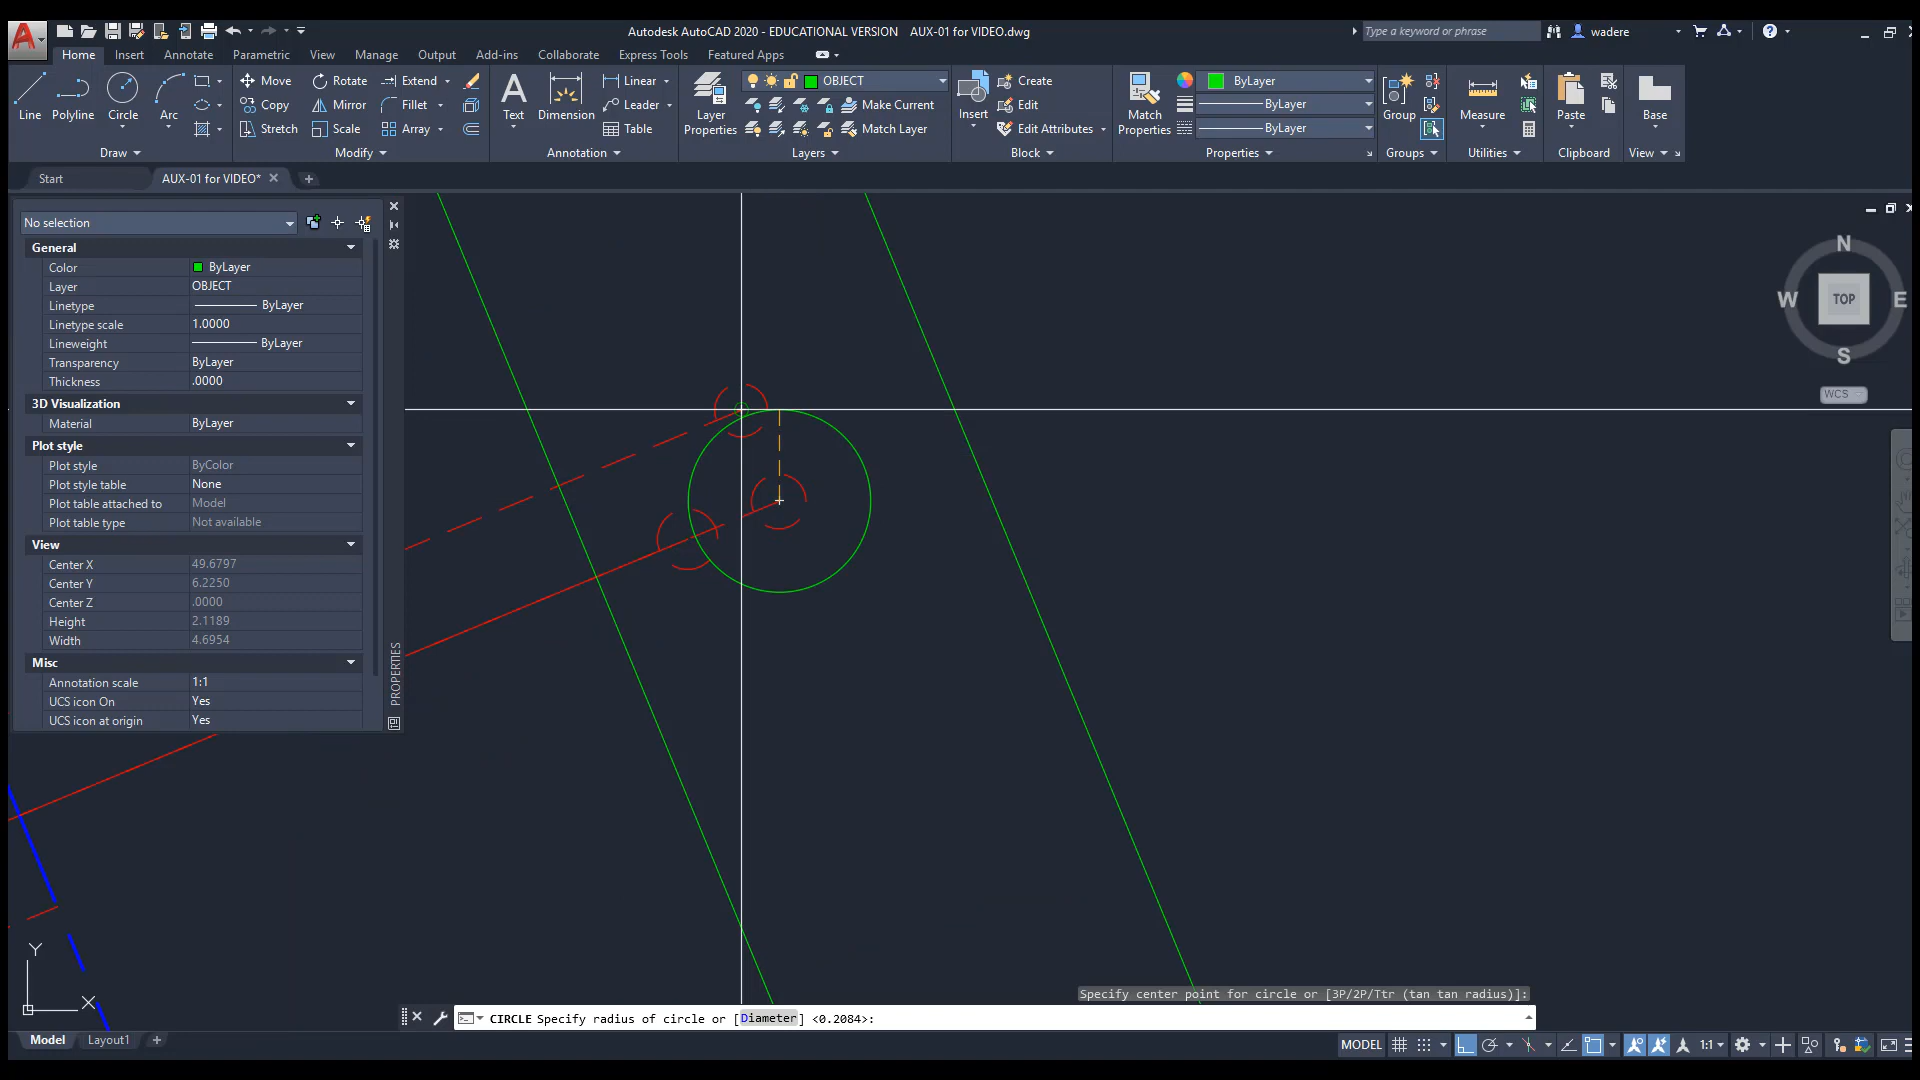 Autodesk AutoCAD 2020 - EDUCATIONAL VERSION AUX-01 for VIDEO.dwg
Type a keyword or phrase
wadere
Home Insert Annotate Parametric View Manage Output Add-ins Collaborate Express Tools Featured Apps
Line Polyline Circle Arc
Move Rotate Extend
Copy Mirror Fillet
Stretch Scale Array
Text Dimension
Linear
Leader
Table
Layer Properties
OBJECT
Make Current
Match Layer
Insert
Create
Edit
Edit Attributes
Match Properties
ByLayer
ByLayer
ByLayer
Group Measure Paste Base
Draw Modify Annotation Layers Block Properties Groups Utilities Clipboard View
Start AUX-01 for VIDEO*
No selection
General
Color ByLayer
Layer OBJECT
Linetype ByLayer
Linetype scale 1.0000
Lineweight ByLayer
Transparency ByLayer
Thickness .0000
3D Visualization
Material ByLayer
Plot style
Plot style ByColor
Plot style table None
Plot table attached to Model
Plot table type Not available
View
Center X 49.6797
Center Y 6.2250
Center Z .0000
Height 2.1189
Width 4.6954
Misc
Annotation scale 1:1
UCS icon On Yes
UCS icon at origin Yes
PROPERTIES
N
W TOP E
S
WCS
Y
X
Specify center point for circle or [3P/2P/Ttr (tan tan radius)]:
CIRCLE Specify radius of circle or [Diameter] <0.2084>:
Model Layout1
MODEL 1:1